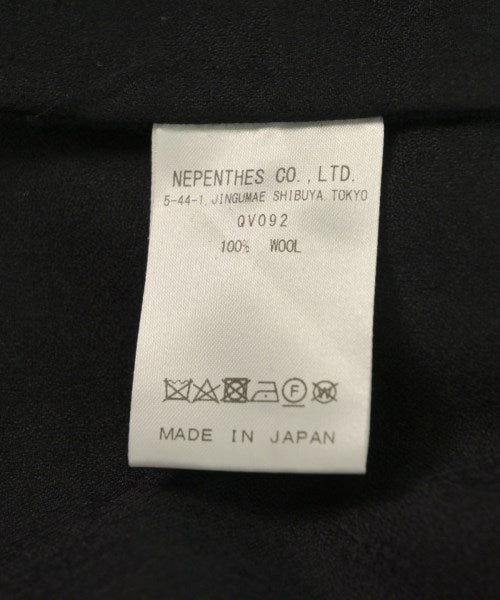 NEPENTHES CO., LTD.
5-44-1, JINGUMAE SHIBUYA TOKYO
QV092
100% WOOL
F W
MADE IN JAPAN